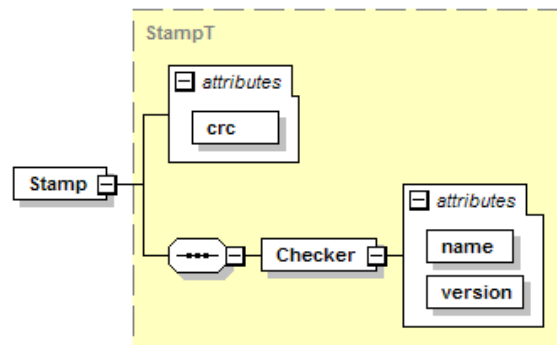 StampT
attributes
crc
Stamp
attributes
Checker
name
version